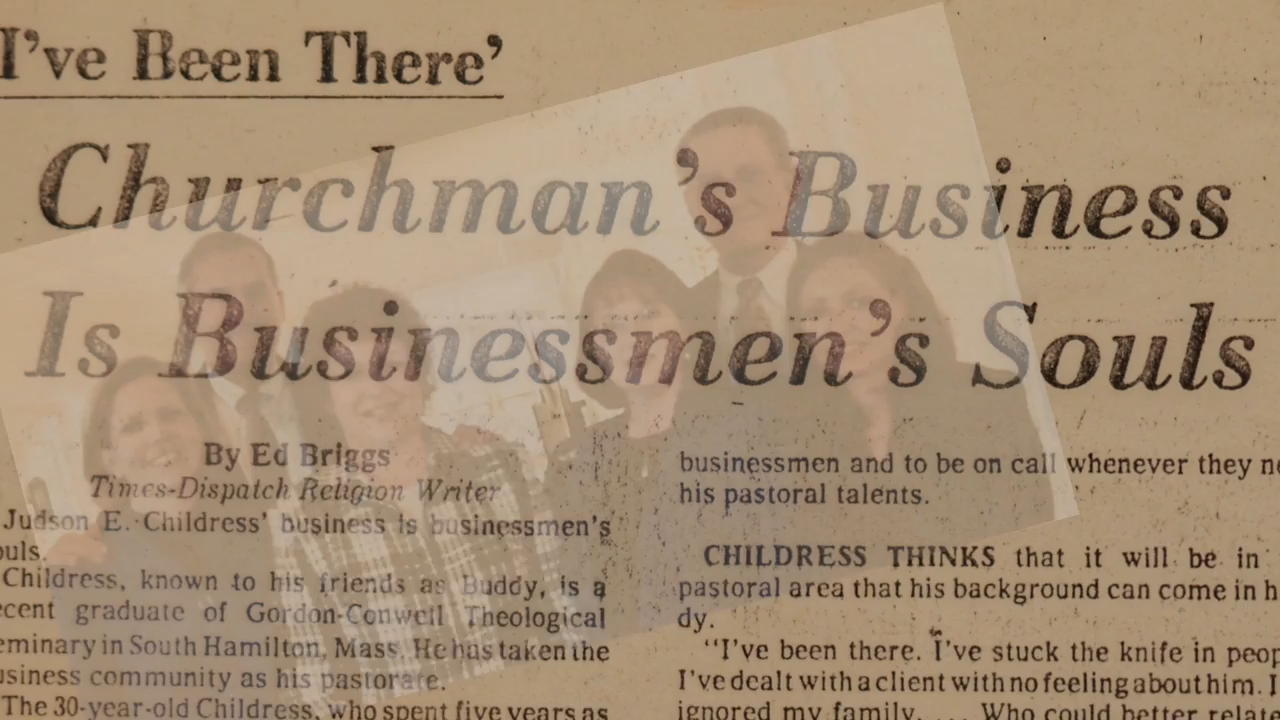 I've Been There'
Churchman's Business
Is Businessmen's Souls
By Ed Briggs
Times-Dispatch Religion Writer
Judson E. Childress' business is businessmen's
ouls.
Childress, known to his friends as Buddy, is a
ecent graduate of Gordon-Conwell Theological
eminary in South Hamilton, Mass. He has taken the
usiness community as his pastorate.
The 30-year-old Childress, who spent five years as
businessmen and to be on call whenever they ne
his pastoral talents.
CHILDRESS THINKS that it will be in
pastoral area that his background can come in h
dy.
"I've been there. I've stuck the knife in peop
I've dealt with a client with no feeling about him. I
ignored my family. . . . Who could better relate